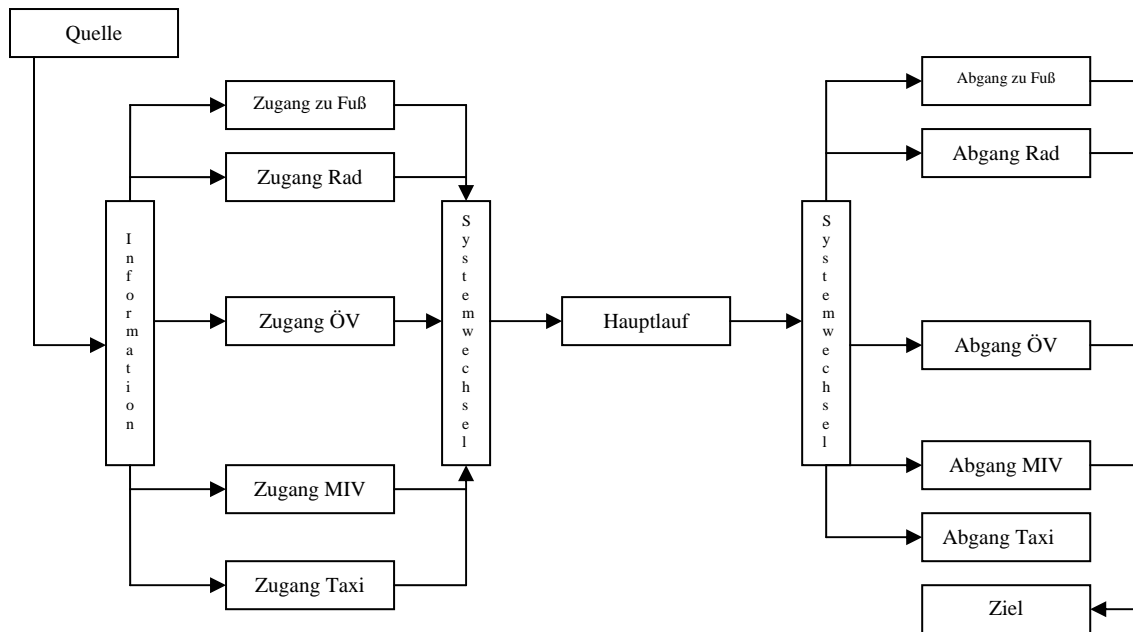 Quelle
Information
Zugang zu Fuß
Zugang Rad
Zugang ÖV
Zugang MIV
Zugang Taxi
Systemwechsel
Hauptlauf
Systemwechsel
Abgang zu Fuß
Abgang Rad
Abgang ÖV
Abgang MIV
Abgang Taxi
Ziel